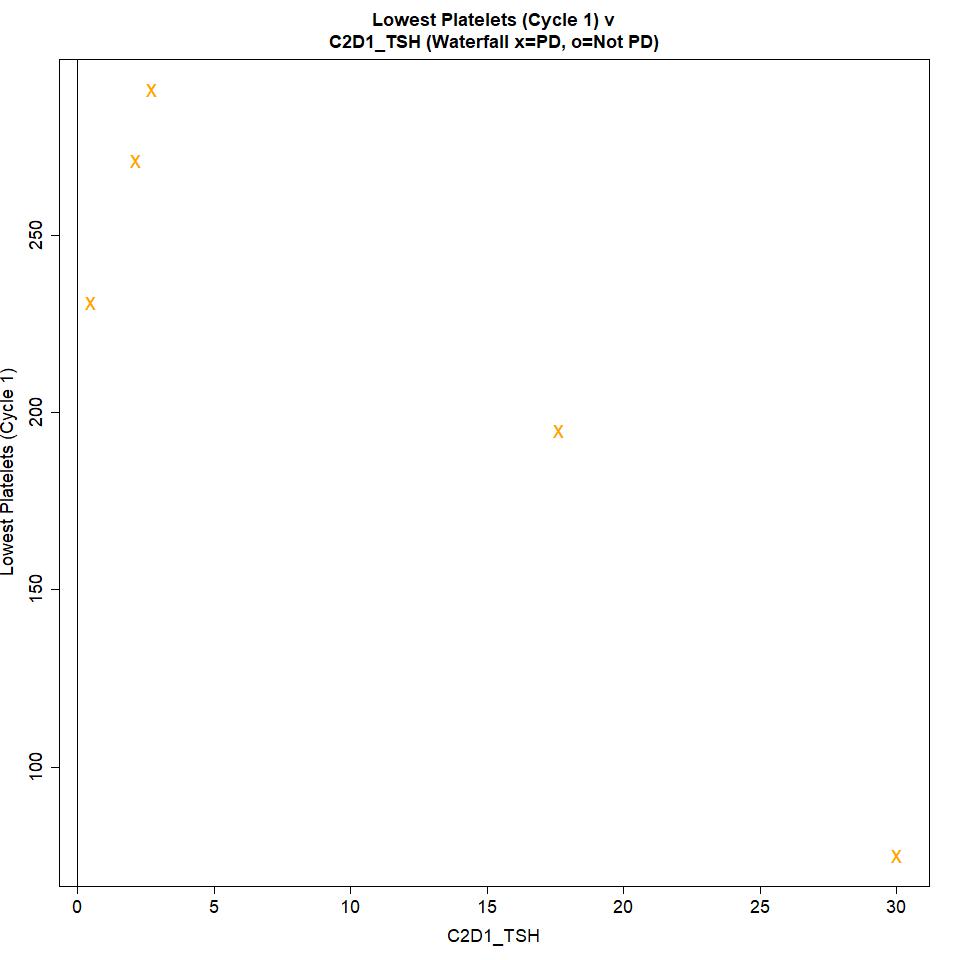 Lowest Platelets (Cycle 1) v
C2D1_TSH (Waterfall x=PD, o=Not PD)
X
X
250
X
Lowest Platelets (Cycle 1)
200
X
150
100
X
0 5 10 15 20 25 30
C2D1_TSH